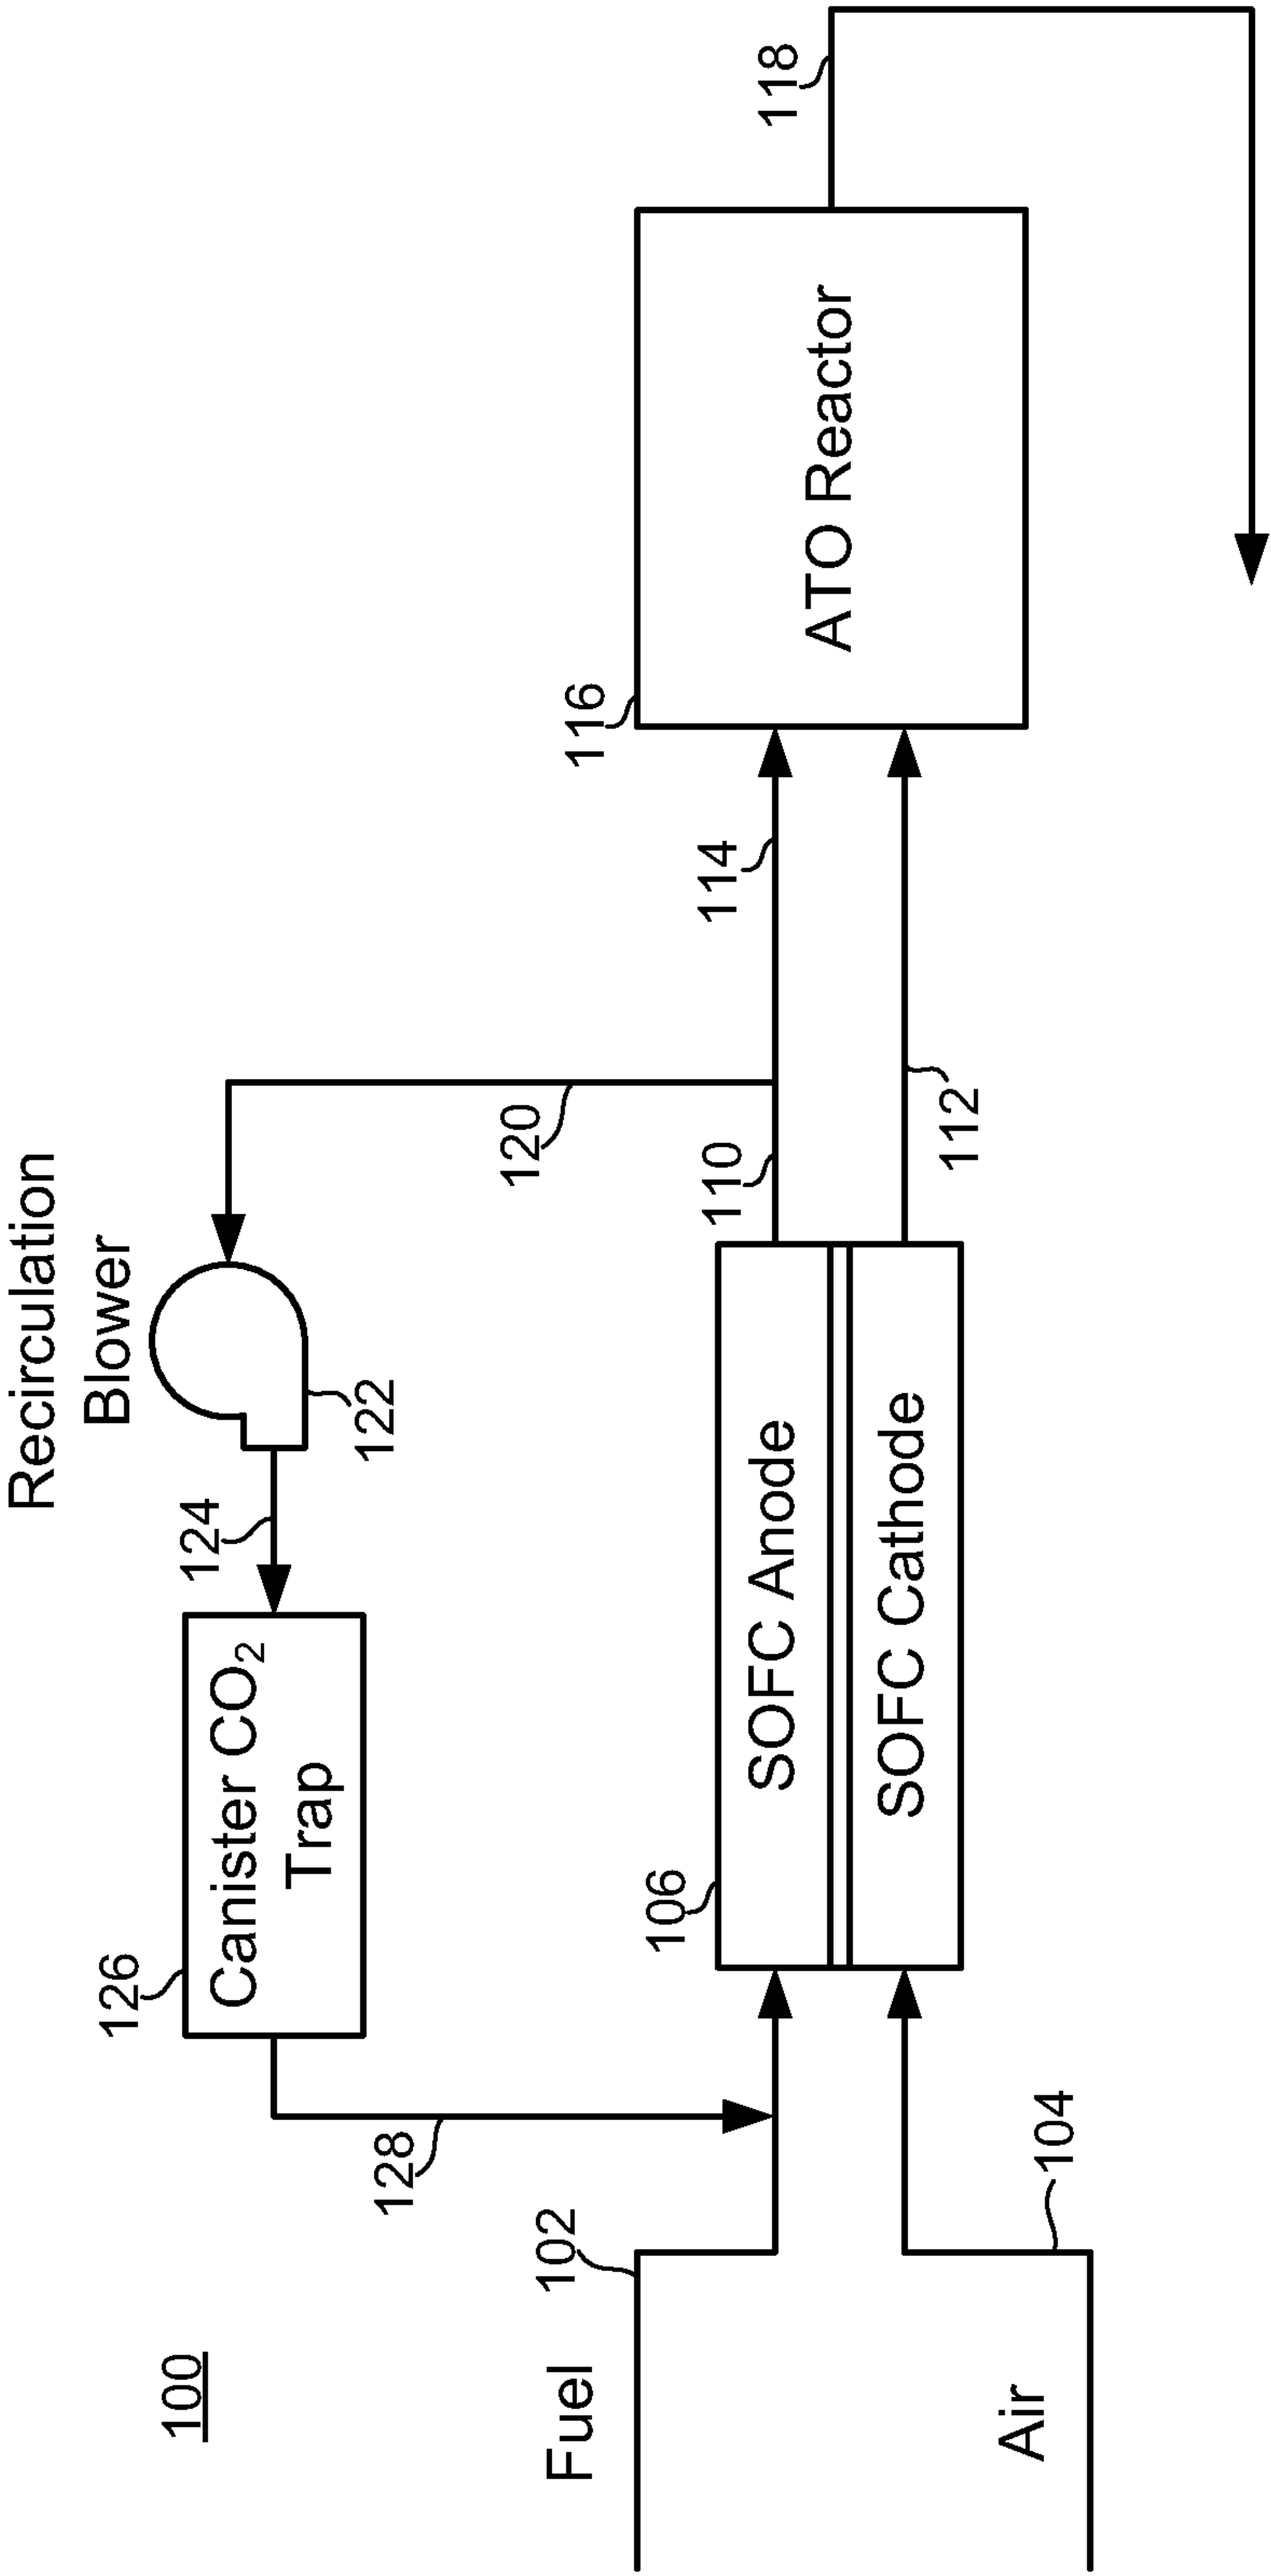 100
Recirculation
Blower
126
Canister CO₂
Trap
124
122
128
120
Fuel
102
106
SOFC Anode
SOFC Cathode
110
112
114
116
ATO Reactor
118
Air
104